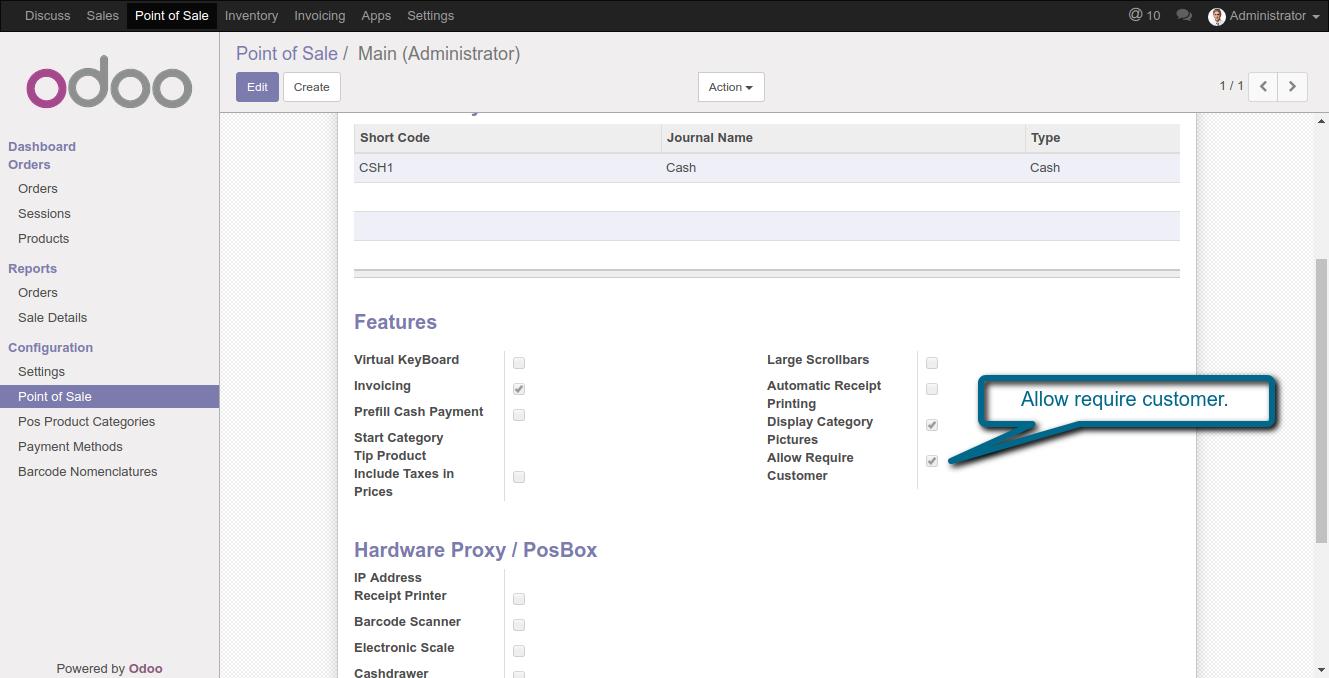 Discuss Sales Point of Sale Inventory Invoicing Apps Settings @ 10 Administrator
odoo
Point of Sale / Main (Administrator)
Edit Create Action 1 / 1
Dashboard
Orders
Orders
Sessions
Products
Reports
Orders
Sale Details
Configuration
Settings
Point of Sale
Pos Product Categories
Payment Methods
Barcode Nomenclatures
Powered by Odoo
Short Code Journal Name Type
CSH1 Cash Cash
Features
Virtual KeyBoard
Invoicing
Prefill Cash Payment
Start Category
Tip Product
Include Taxes in
Prices
Large Scrollbars
Automatic Receipt
Printing
Display Category
Pictures
Allow Require
Customer
Allow require customer.
Hardware Proxy / PosBox
IP Address
Receipt Printer
Barcode Scanner
Electronic Scale
Cashdrawer